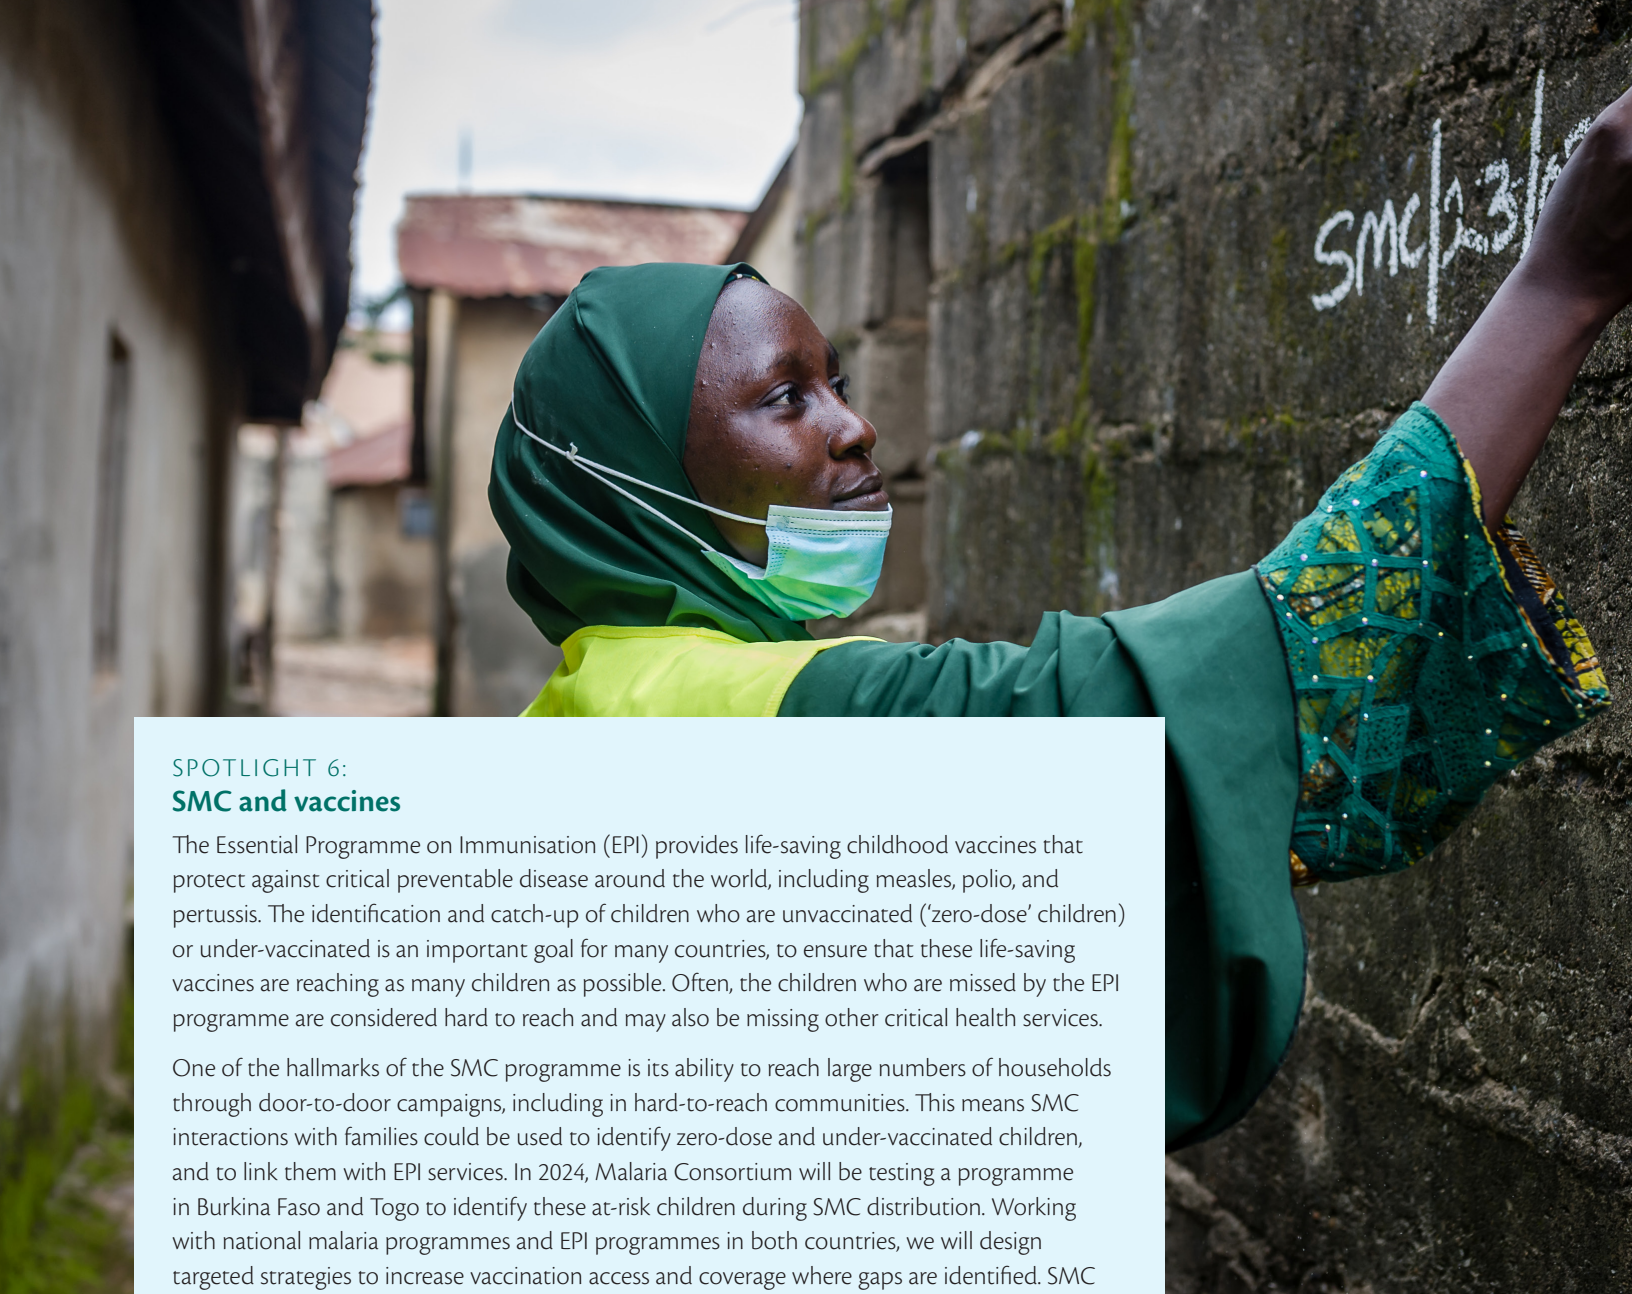 SMC/23/
SPOTLIGHT 6:
SMC and vaccines
The Essential Programme on Immunisation (EPI) provides life-saving childhood vaccines that
protect against critical preventable disease around the world, including measles, polio, and
pertussis. The identification and catch-up of children who are unvaccinated (‘zero-dose’ children)
or under-vaccinated is an important goal for many countries, to ensure that these life-saving
vaccines are reaching as many children as possible. Often, the children who are missed by the EPI
programme are considered hard to reach and may also be missing other critical health services.
One of the hallmarks of the SMC programme is its ability to reach large numbers of households
through door-to-door campaigns, including in hard-to-reach communities. This means SMC
interactions with families could be used to identify zero-dose and under-vaccinated children,
and to link them with EPI services. In 2024, Malaria Consortium will be testing a programme
in Burkina Faso and Togo to identify these at-risk children during SMC distribution. Working
with national malaria programmes and EPI programmes in both countries, we will design
targeted strategies to increase vaccination access and coverage where gaps are identified. SMC